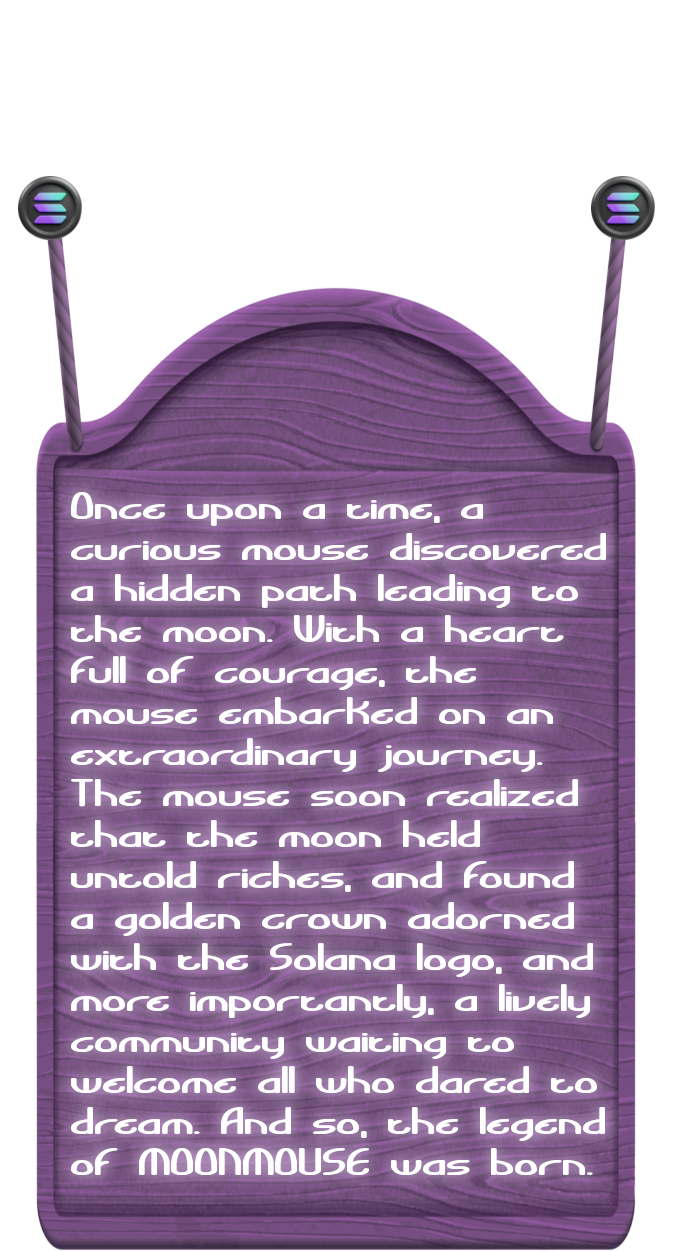 Once upon a time, a
curious mouse discovered
a hidden path leading to
the moon. With a heart
full of courage, the
mouse embarked on an
extraordinary journey.
The mouse soon realized
that the moon held
untold riches, and found
a golden crown adorned
with the Solana logo, and
more importantly, a lively
community waiting to
welcome all who dared to
dream. And so, the legend
of MOONMOUSE was born.